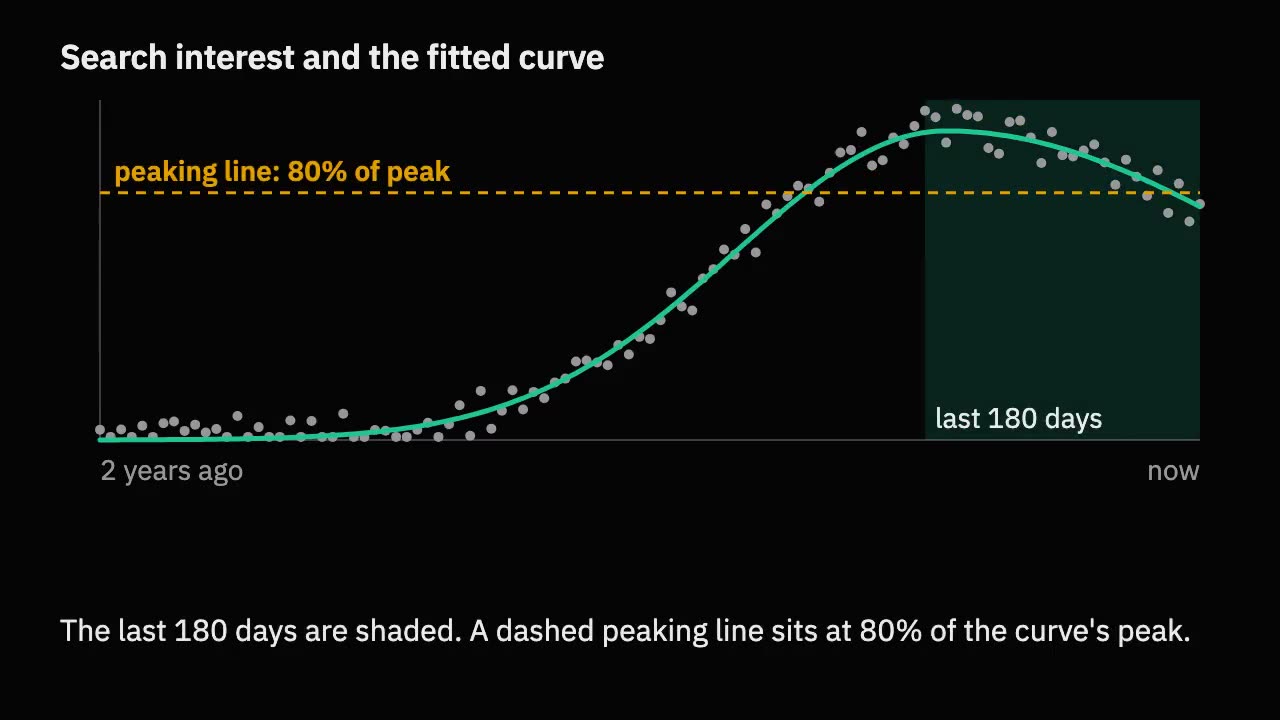 Search interest and the fitted curve
peaking line: 80% of peak
last 180 days
2 years ago
now
The last 180 days are shaded. A dashed peaking line sits at 80% of the curve's peak.